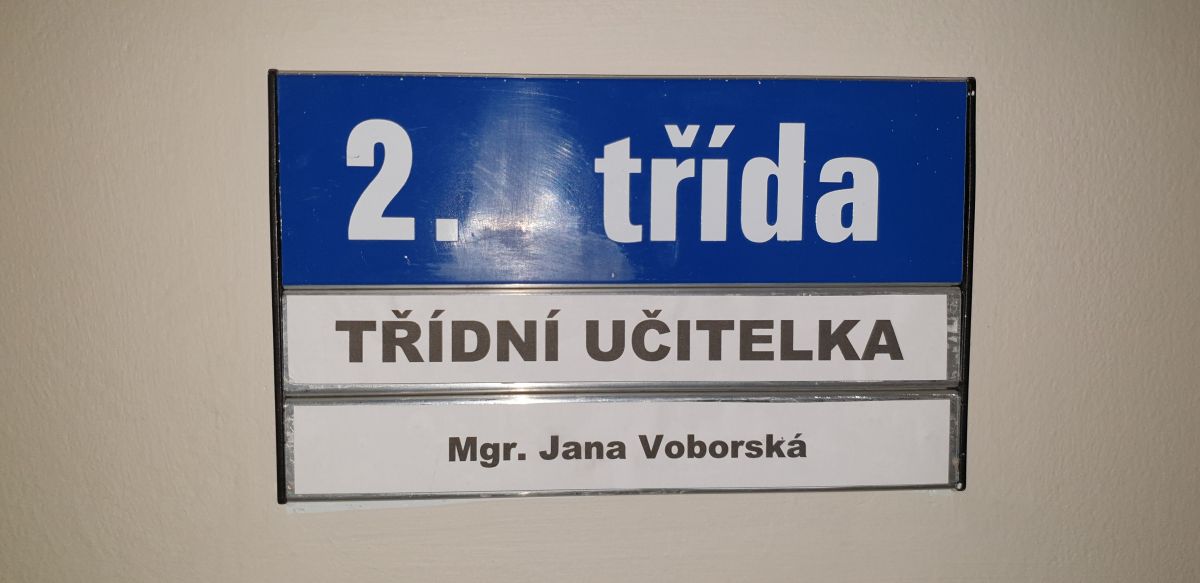 2. třída
TŘÍDNÍ UČITELKA
Mgr. Jana Voborská